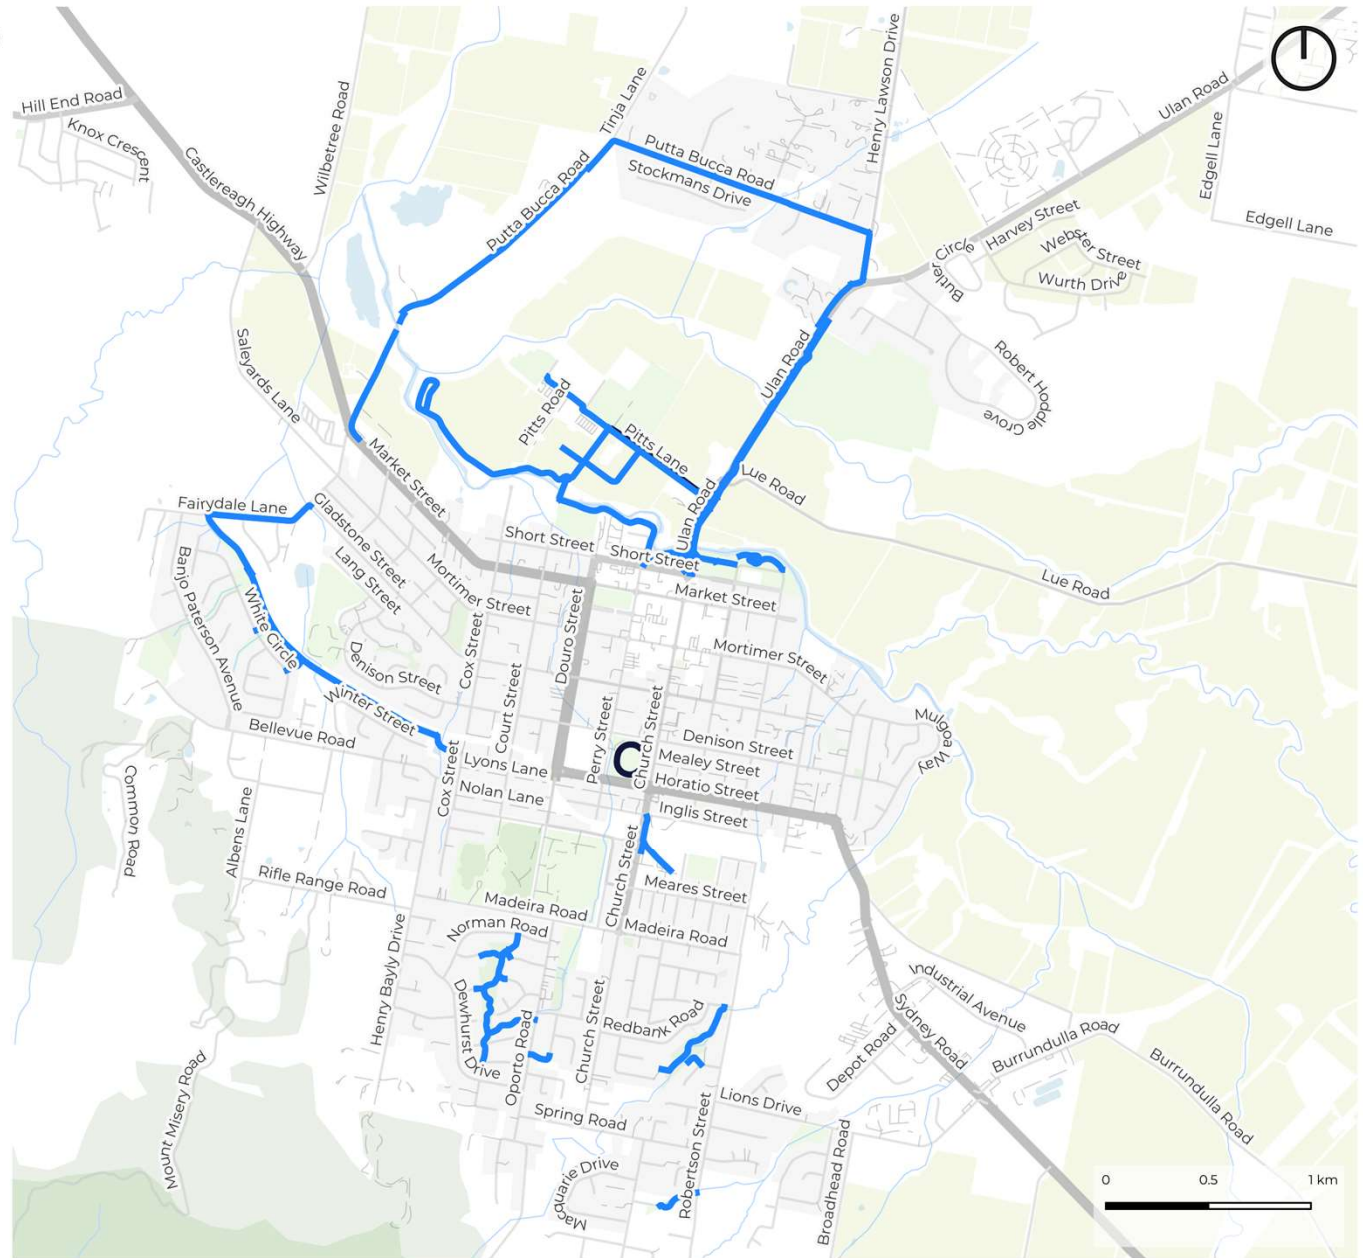 Henry Lawson Drive
Ulan Road
Hill End Road
Knox Crescent
Wilbetree Road
Tinja Lane
Castlereagh Highway
Putta Bucca Road
Putta Bucca Road
Stockmans Drive
Edgell Lane
Edgell Lane
Butler Circle
Harvey Street
Webster Street
Wurth Drive
Saleyards Lane
Ulan Road
Robert Hoddle Grove
Pitts Road
Pitts Lane
Market Street
Lue Road
Ulan Road
Fairydale Lane
Gladstone Street
Lang Street
Banjo Paterson Avenue
Short Street
Short Street
Mortimer Street
Market Street
Lue Road
White Circle
Denison Street
Cox Street
Court Street
Douro Street
Mortimer Street
Winter Street
Bellevue Road
Perry Street
Church Street
Denison Street
Mulgoa Way
Mealey Street
Lyons Lane
Horatio Street
Nolan Lane
Cox Street
Inglis Street
Common Road
Albens Lane
Rifle Range Road
Church Street
Meares Street
Madeira Road
Madeira Road
Norman Road
Henry Bayly Drive
Dewhurst Drive
Oporto Road
Church Street
Redbank Road
Industrial Avenue
Sydney Road
Depot Road
Burrundulla Road
Burrundulla Road
Mount Misery Road
Spring Road
Lions Drive
Robertson Street
Broadhead Road
Macquarie Drive
0 0.5 1 km